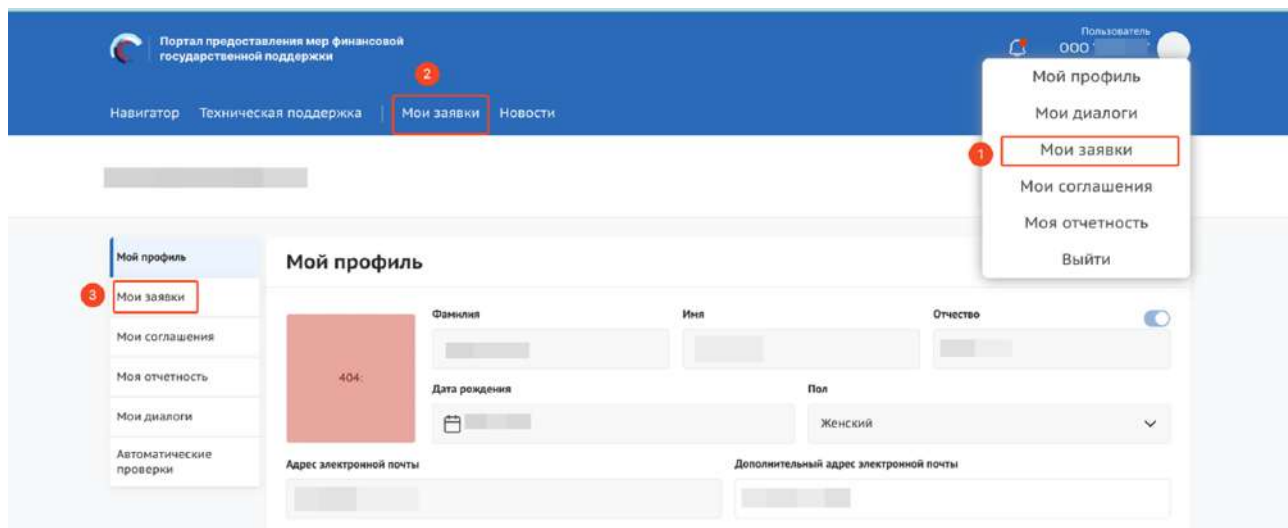 Портал предоставления мер финансовой
государственной поддержки
Пользователь
ООО
2
Навигатор Техническая поддержка | Мои заявки Новости
Мой профиль
Мои диалоги
1 Мои заявки
Мои соглашения
Моя отчетность
Выйти
Мой профиль
3 Мои заявки
Мои соглашения
Моя отчетность
Мои диалоги
Автоматические
проверки
Мой профиль
404:
Фамилия Имя Отчество
Дата рождения Пол
Женский
Адрес электронной почты Дополнительный адрес электронной почты